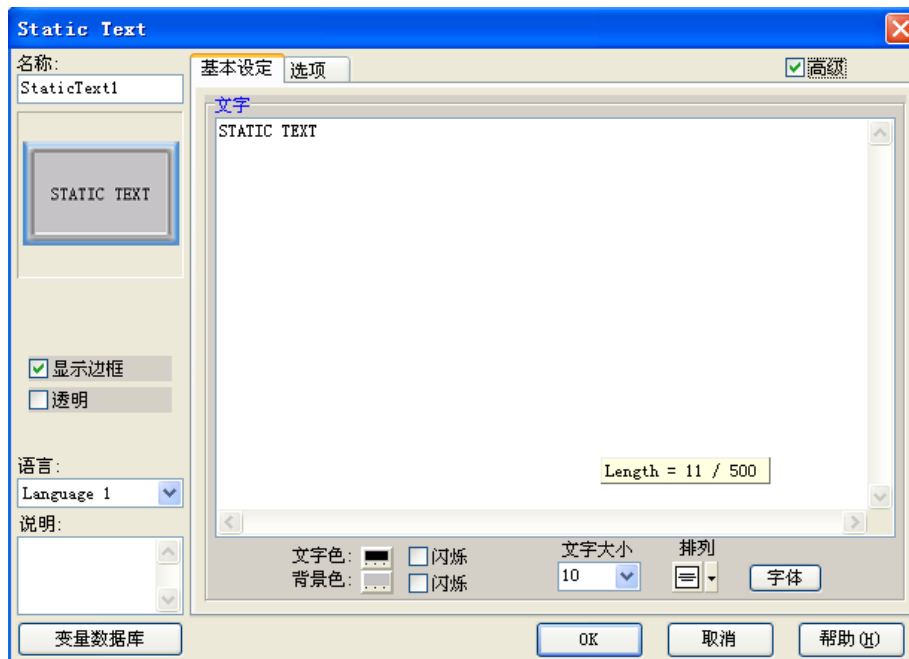 Static Text
名称:
StaticText1
基本设定
选项
高级
文字
STATIC TEXT
STATIC TEXT
显示边框
透明
Length = 11 / 500
语言:
Language 1
说明:
文字色:
闪烁
背景色:
闪烁
文字大小
10
排列
字体
变量数据库
OK
取消
帮助(H)